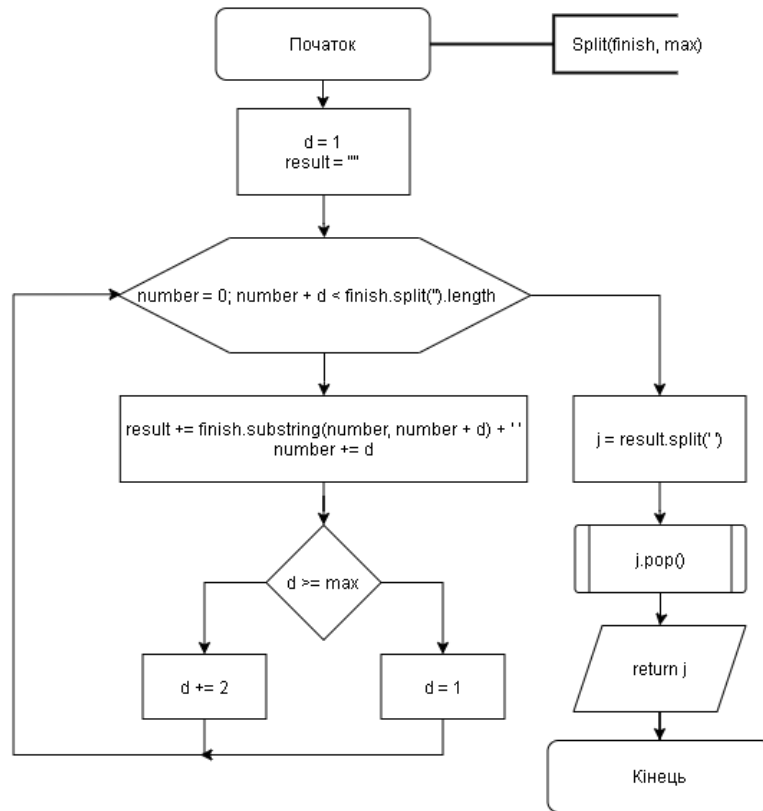 Початок
Split(finish, max)
d = 1
result = ""
number = 0; number + d < finish.split('').length
result += finish.substring(number, number + d) + ' '
number += d
j = result.split(' ')
d >= max
j.pop()
d += 2
d = 1
return j
Кінець